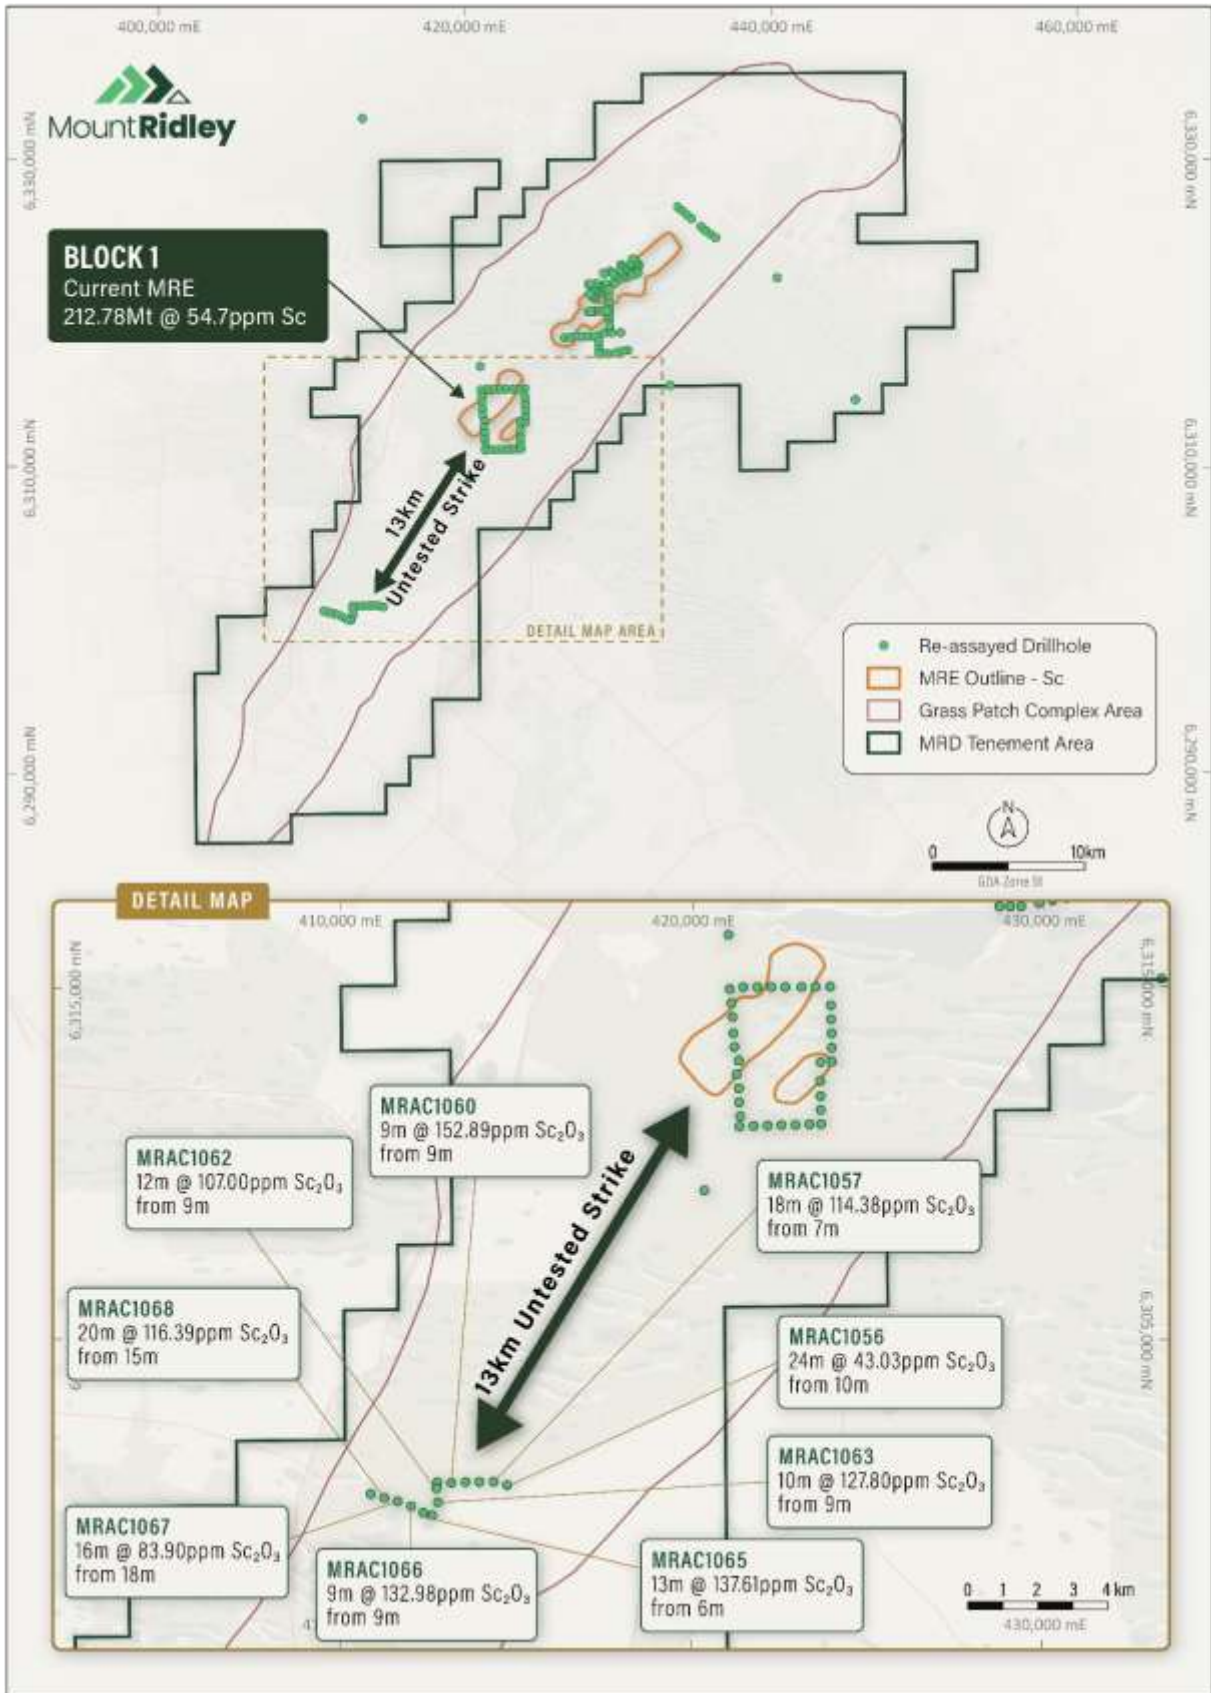 400,000 mE
420,000 mE
440,000 mE
460,000 mE
MountRidley
6,330,000 mN
6,330,000 mN
BLOCK 1
Current MRE
212.78Mt @ 54.7ppm Sc
6,310,000 mN
6,310,000 mN
13km
Untested Strike
DETAIL MAP AREA
Re-assayed Drillhole
MRE Outline - Sc
Grass Patch Complex Area
MRD Tenement Area
6,290,000 mN
6,290,000 mN
N
0 10km
GDA Zone 51
DETAIL MAP
410,000 mE
420,000 mE
430,000 mE
6,315,000 mN
6,315,000 mN
MRAC1060
9m @ 152.89ppm Sc₂O₃
from 9m
MRAC1062
12m @ 107.00ppm Sc₂O₃
from 9m
MRAC1057
18m @ 114.38ppm Sc₂O₃
from 7m
13km Untested Strike
MRAC1068
20m @ 116.39ppm Sc₂O₃
from 15m
6,305,000 mN
MRAC1056
24m @ 43.03ppm Sc₂O₃
from 10m
MRAC1063
10m @ 127.80ppm Sc₂O₃
from 9m
MRAC1067
16m @ 83.90ppm Sc₂O₃
from 18m
MRAC1066
9m @ 132.98ppm Sc₂O₃
from 9m
MRAC1065
13m @ 137.61ppm Sc₂O₃
from 6m
0 1 2 3 4 km
430,000 mE